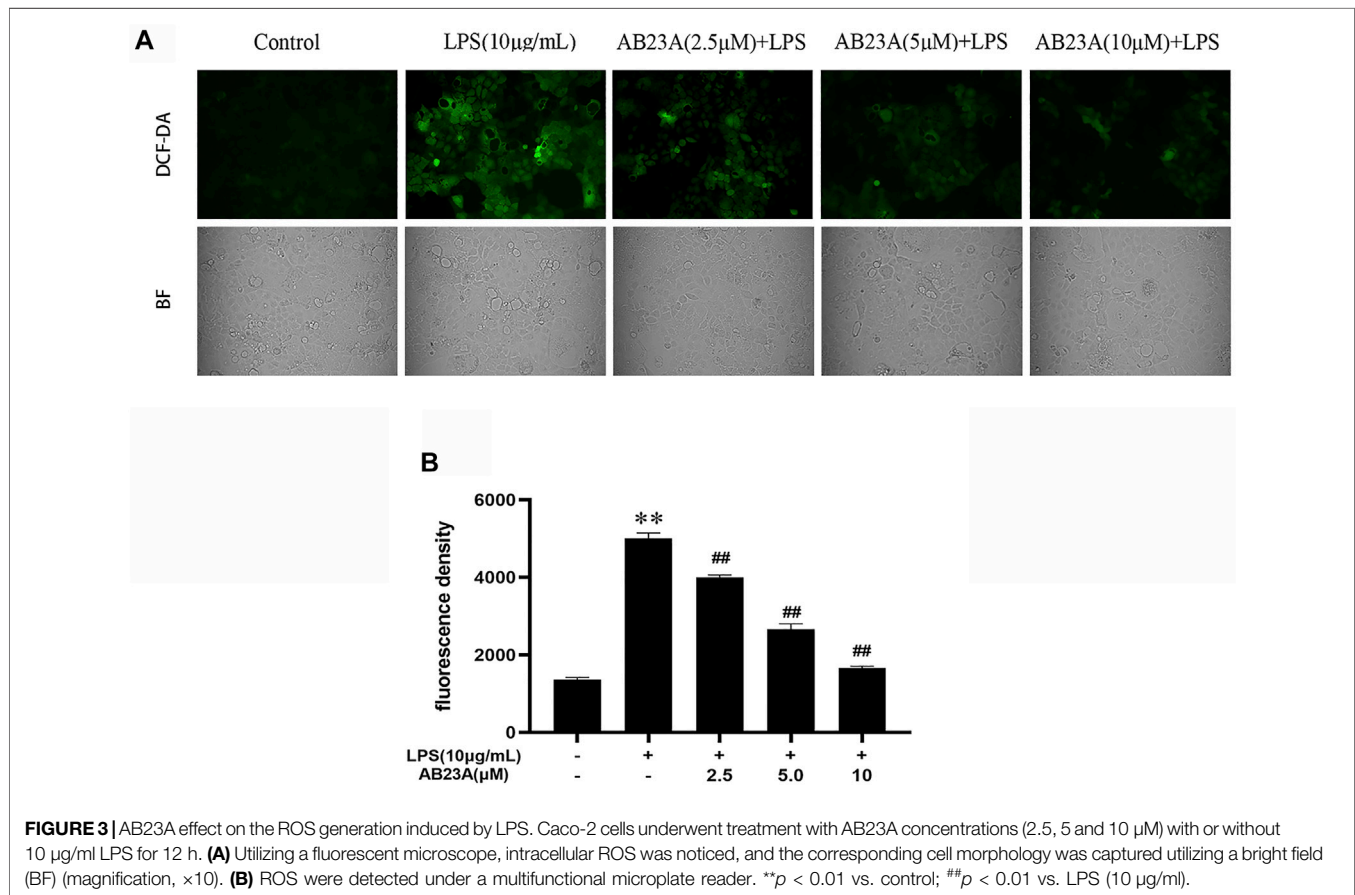 A
Control LPS(10μg/mL) AB23A(2.5μM)+LPS AB23A(5μM)+LPS AB23A(10μM)+LPS
DCF-DA
BF
B
fluorescence density
6000
4000
2000
0
**
##
##
##
LPS(10μg/mL) - + + + +
AB23A(μM) - - 2.5 5.0 10
FIGURE 3 | AB23A effect on the ROS generation induced by LPS. Caco-2 cells underwent treatment with AB23A concentrations (2.5, 5 and 10 μM) with or without
10 μg/ml LPS for 12 h. (A) Utilizing a fluorescent microscope, intracellular ROS was noticed, and the corresponding cell morphology was captured utilizing a bright field
(BF) (magnification, ×10). (B) ROS were detected under a multifunctional microplate reader. **p < 0.01 vs. control; ##p < 0.01 vs. LPS (10 μg/ml).